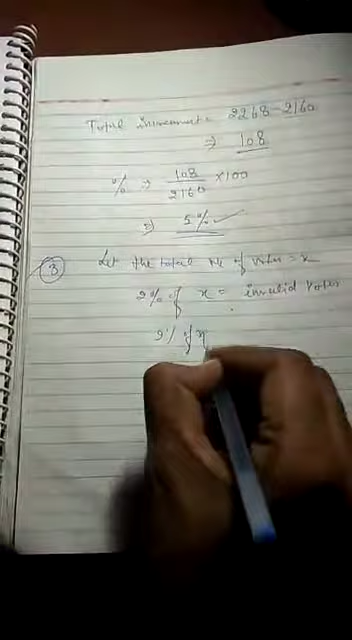 Total increment = 2268-2160
⇒ 108
% ⇒ 108/2160 ×100
⇒ 5% ✓
3 Let the total no of votes = x
2% of x = invalid votes
2% of x